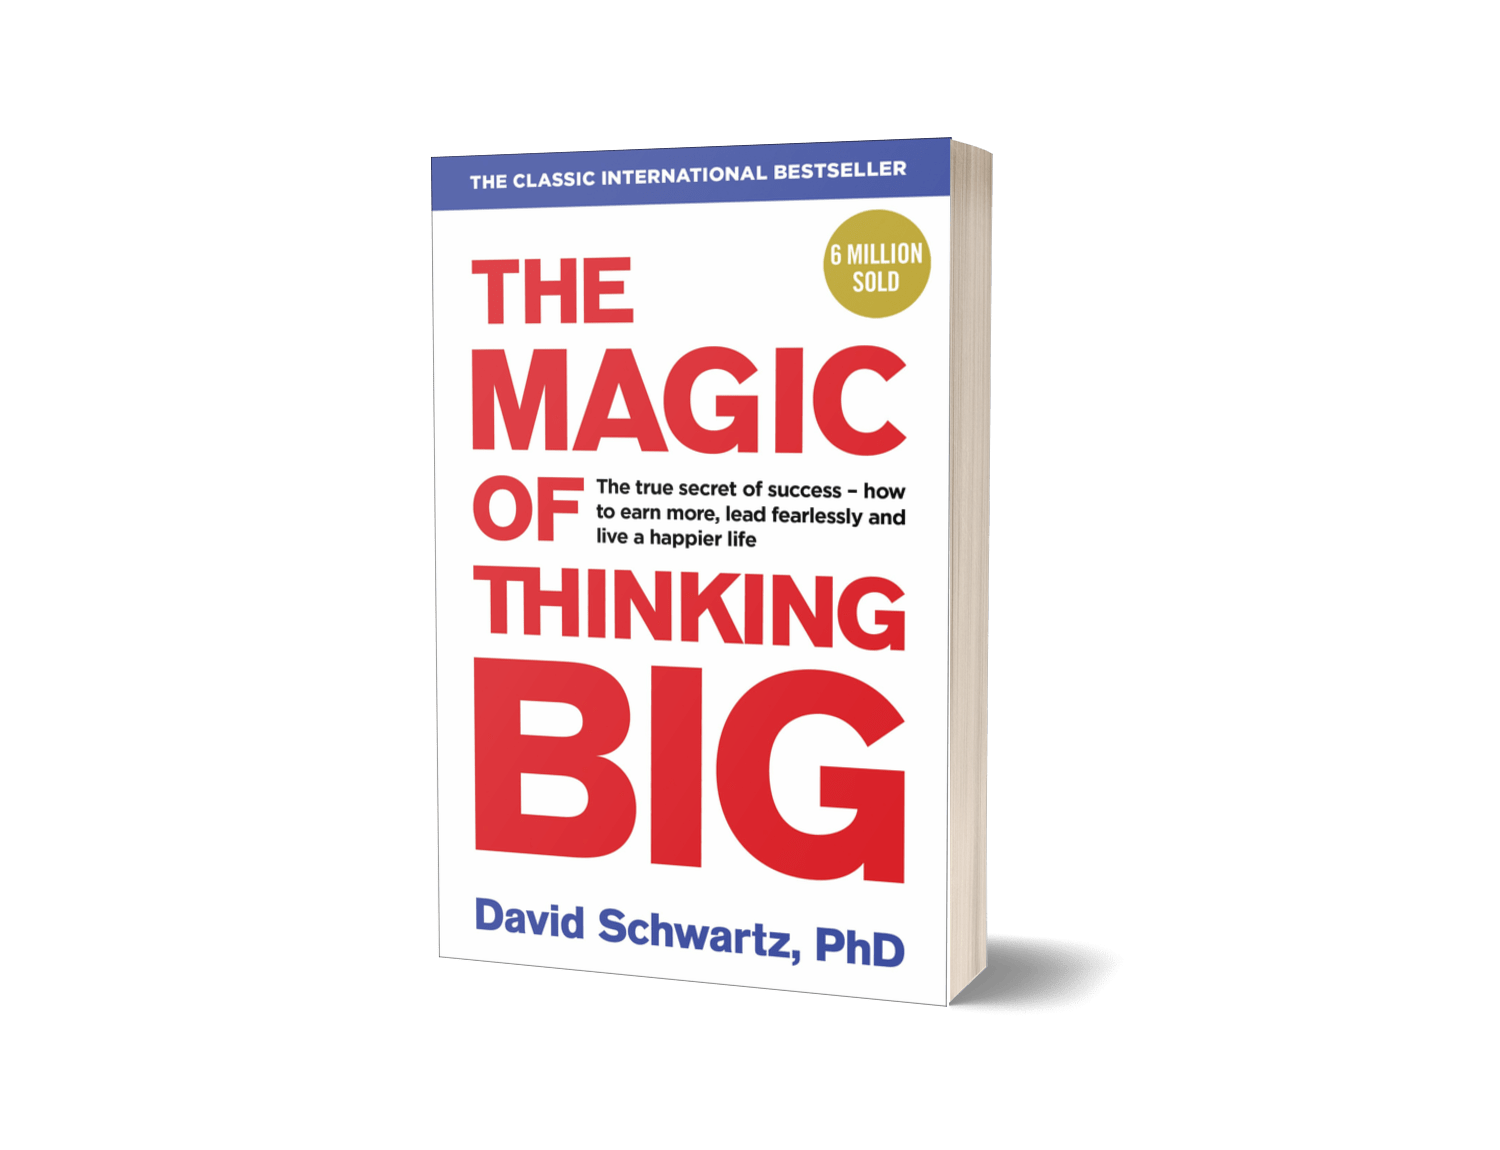 THE CLASSIC INTERNATIONAL BESTSELLER
6 MILLION
SOLD
THE
MAGIC
OF
The true secret of success – how
to earn more, lead fearlessly and
live a happier life
THINKING
BIG
David Schwartz, PhD